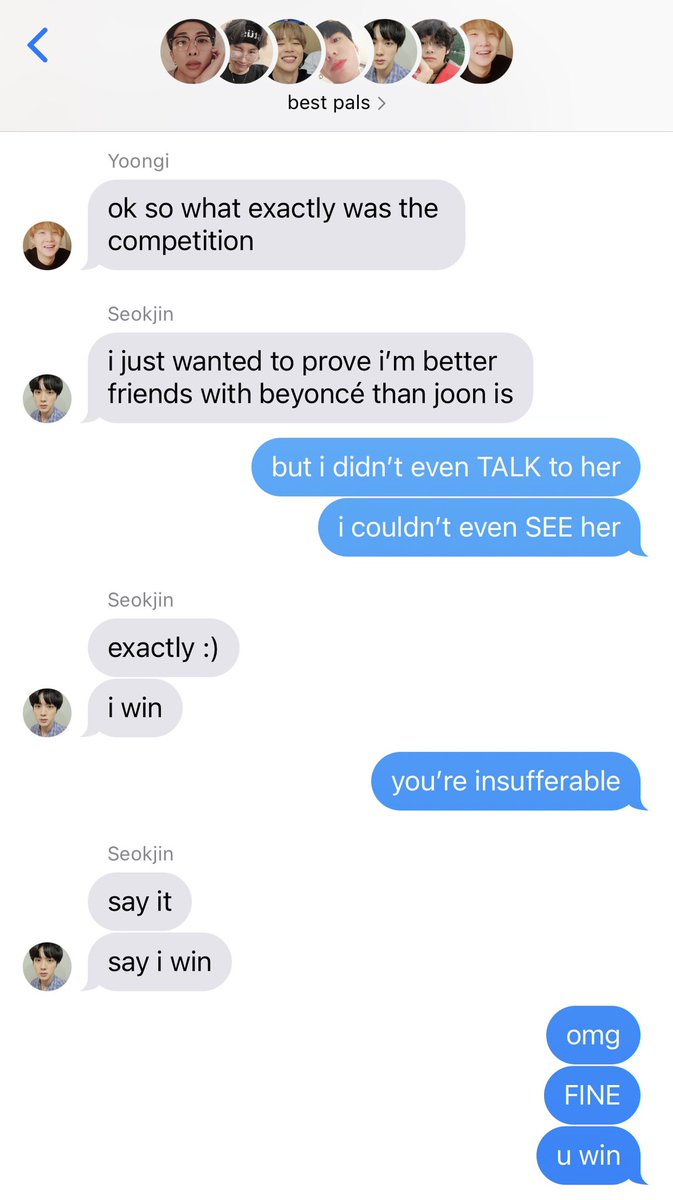 best pals
Yoongi
ok so what exactly was the
competition
Seokjin
i just wanted to prove i’m better
friends with beyoncé than joon is
but i didn’t even TALK to her
i couldn’t even SEE her
Seokjin
exactly :)
i win
you’re insufferable
Seokjin
say it
say i win
omg
FINE
u win